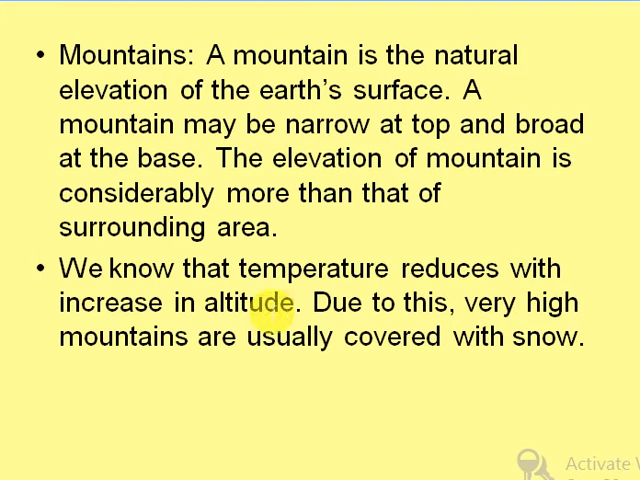 • Mountains: A mountain is the natural
elevation of the earth's surface. A
mountain may be narrow at top and broad
at the base. The elevation of mountain is
considerably more than that of
surrounding area.
• We know that temperature reduces with
increase in altitude. Due to this, very high
mountains are usually covered with snow.
Activate